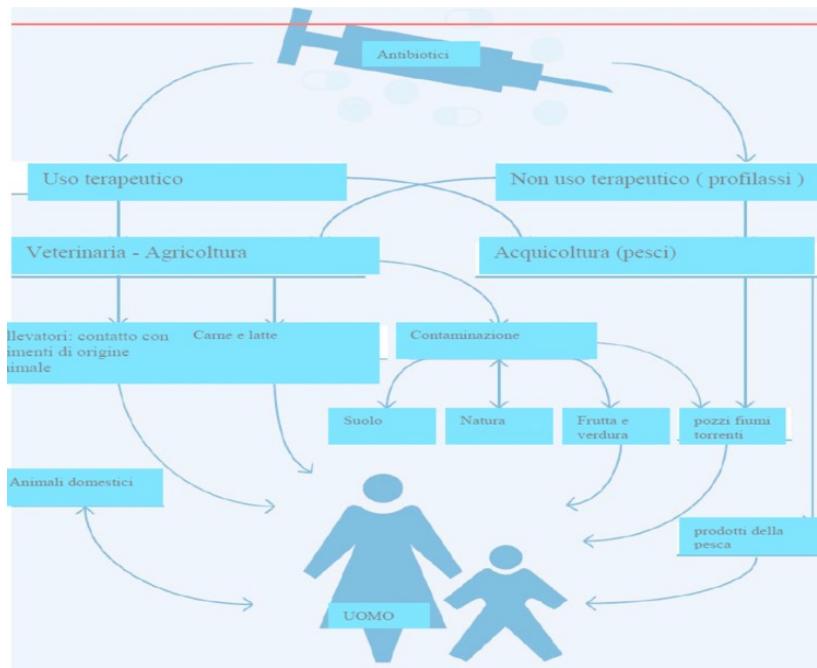 Antibiotici
Uso terapeutico
Non uso terapeutico ( profilassi )
Veterinaria - Agricoltura
Acquicoltura (pesci)
llevatori: contatto con
imenti di origine
nimale
Carne e latte
Contaminazione
Suolo
Natura
Frutta e
verdura
pozzi fiumi
torrenti
Animali domestici
prodotti della
pesca
UOMO